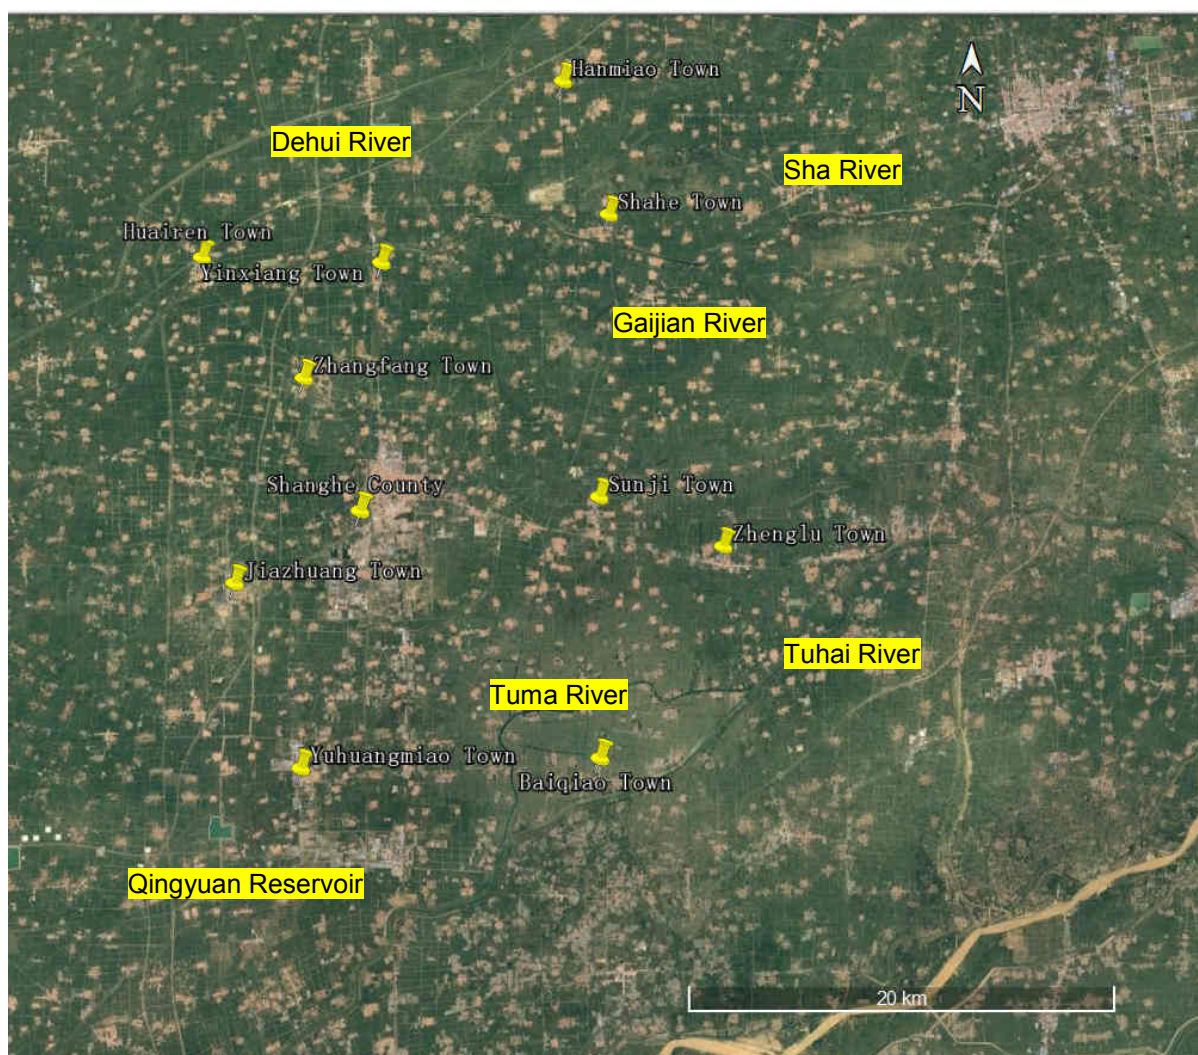 Hanmiao Town
N
Dehui River
Sha River
Shahe Town
Huairen Town
Yinxiang Town
Gaijian River
Zhangfang Town
Shanghe County
Sunji Town
Zhenglu Town
Jiazhuang Town
Tuhai River
Tuma River
Yuhuangmiao Town
Baiqiao Town
Qingyuan Reservoir
20 km